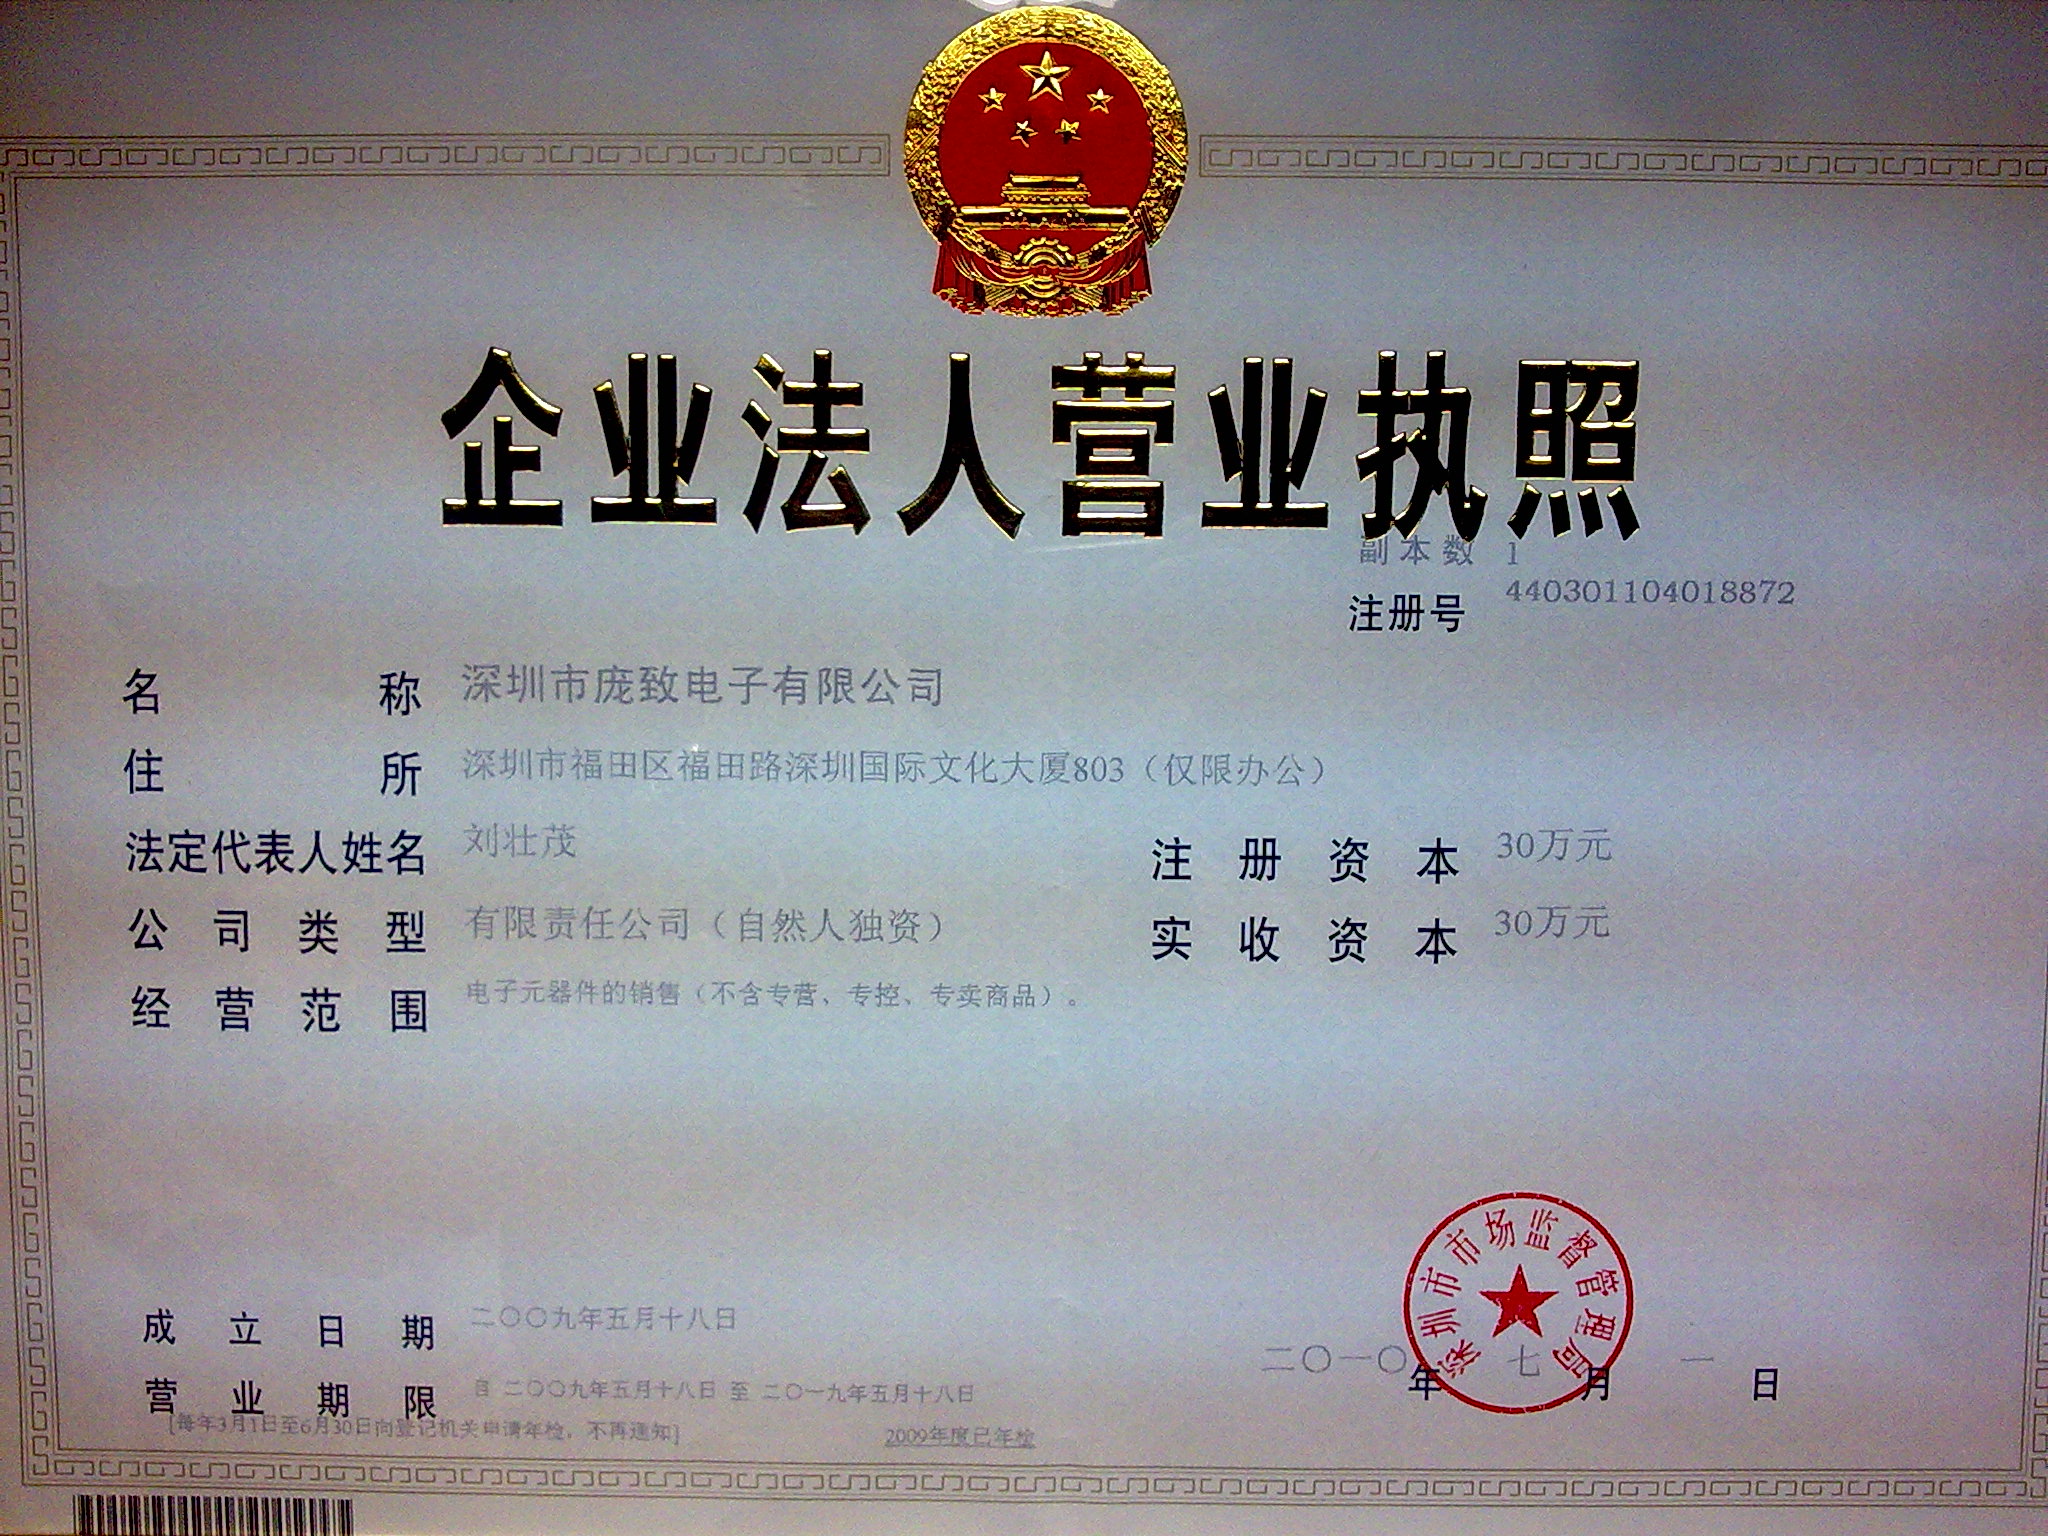 企业法人营业执照
副本数 1
注册号 440301104018872
名称 深圳市庞致电子有限公司
住所 深圳市福田区福田路深圳国际文化大厦803（仅限办公）
法定代表人姓名 刘壮茂
注册资本 30万元
公司类型 有限责任公司（自然人独资）
实收资本 30万元
经营范围 电子元器件的销售（不含专营、专控、专卖商品）。
深圳市市场监督管理局
成立日期 二〇〇九年五月十八日
二〇一〇年七月一日
营业期限 自 二〇〇九年五月十八日 至 二〇一九年五月十八日
[每年3月1日至6月30日向登记机关申请年检，不再通知]
2009年度已年检